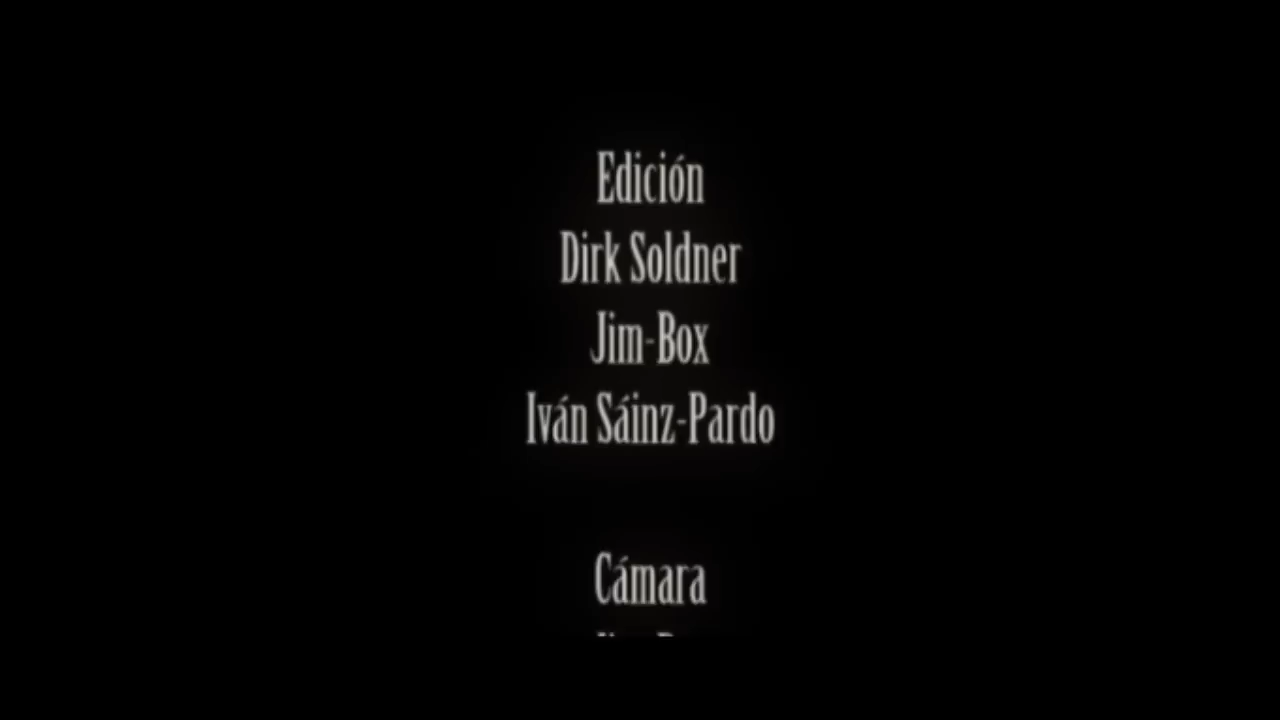 Edición
Dirk Soldner
Jim-Box
Iván Sáinz-Pardo
Cámara